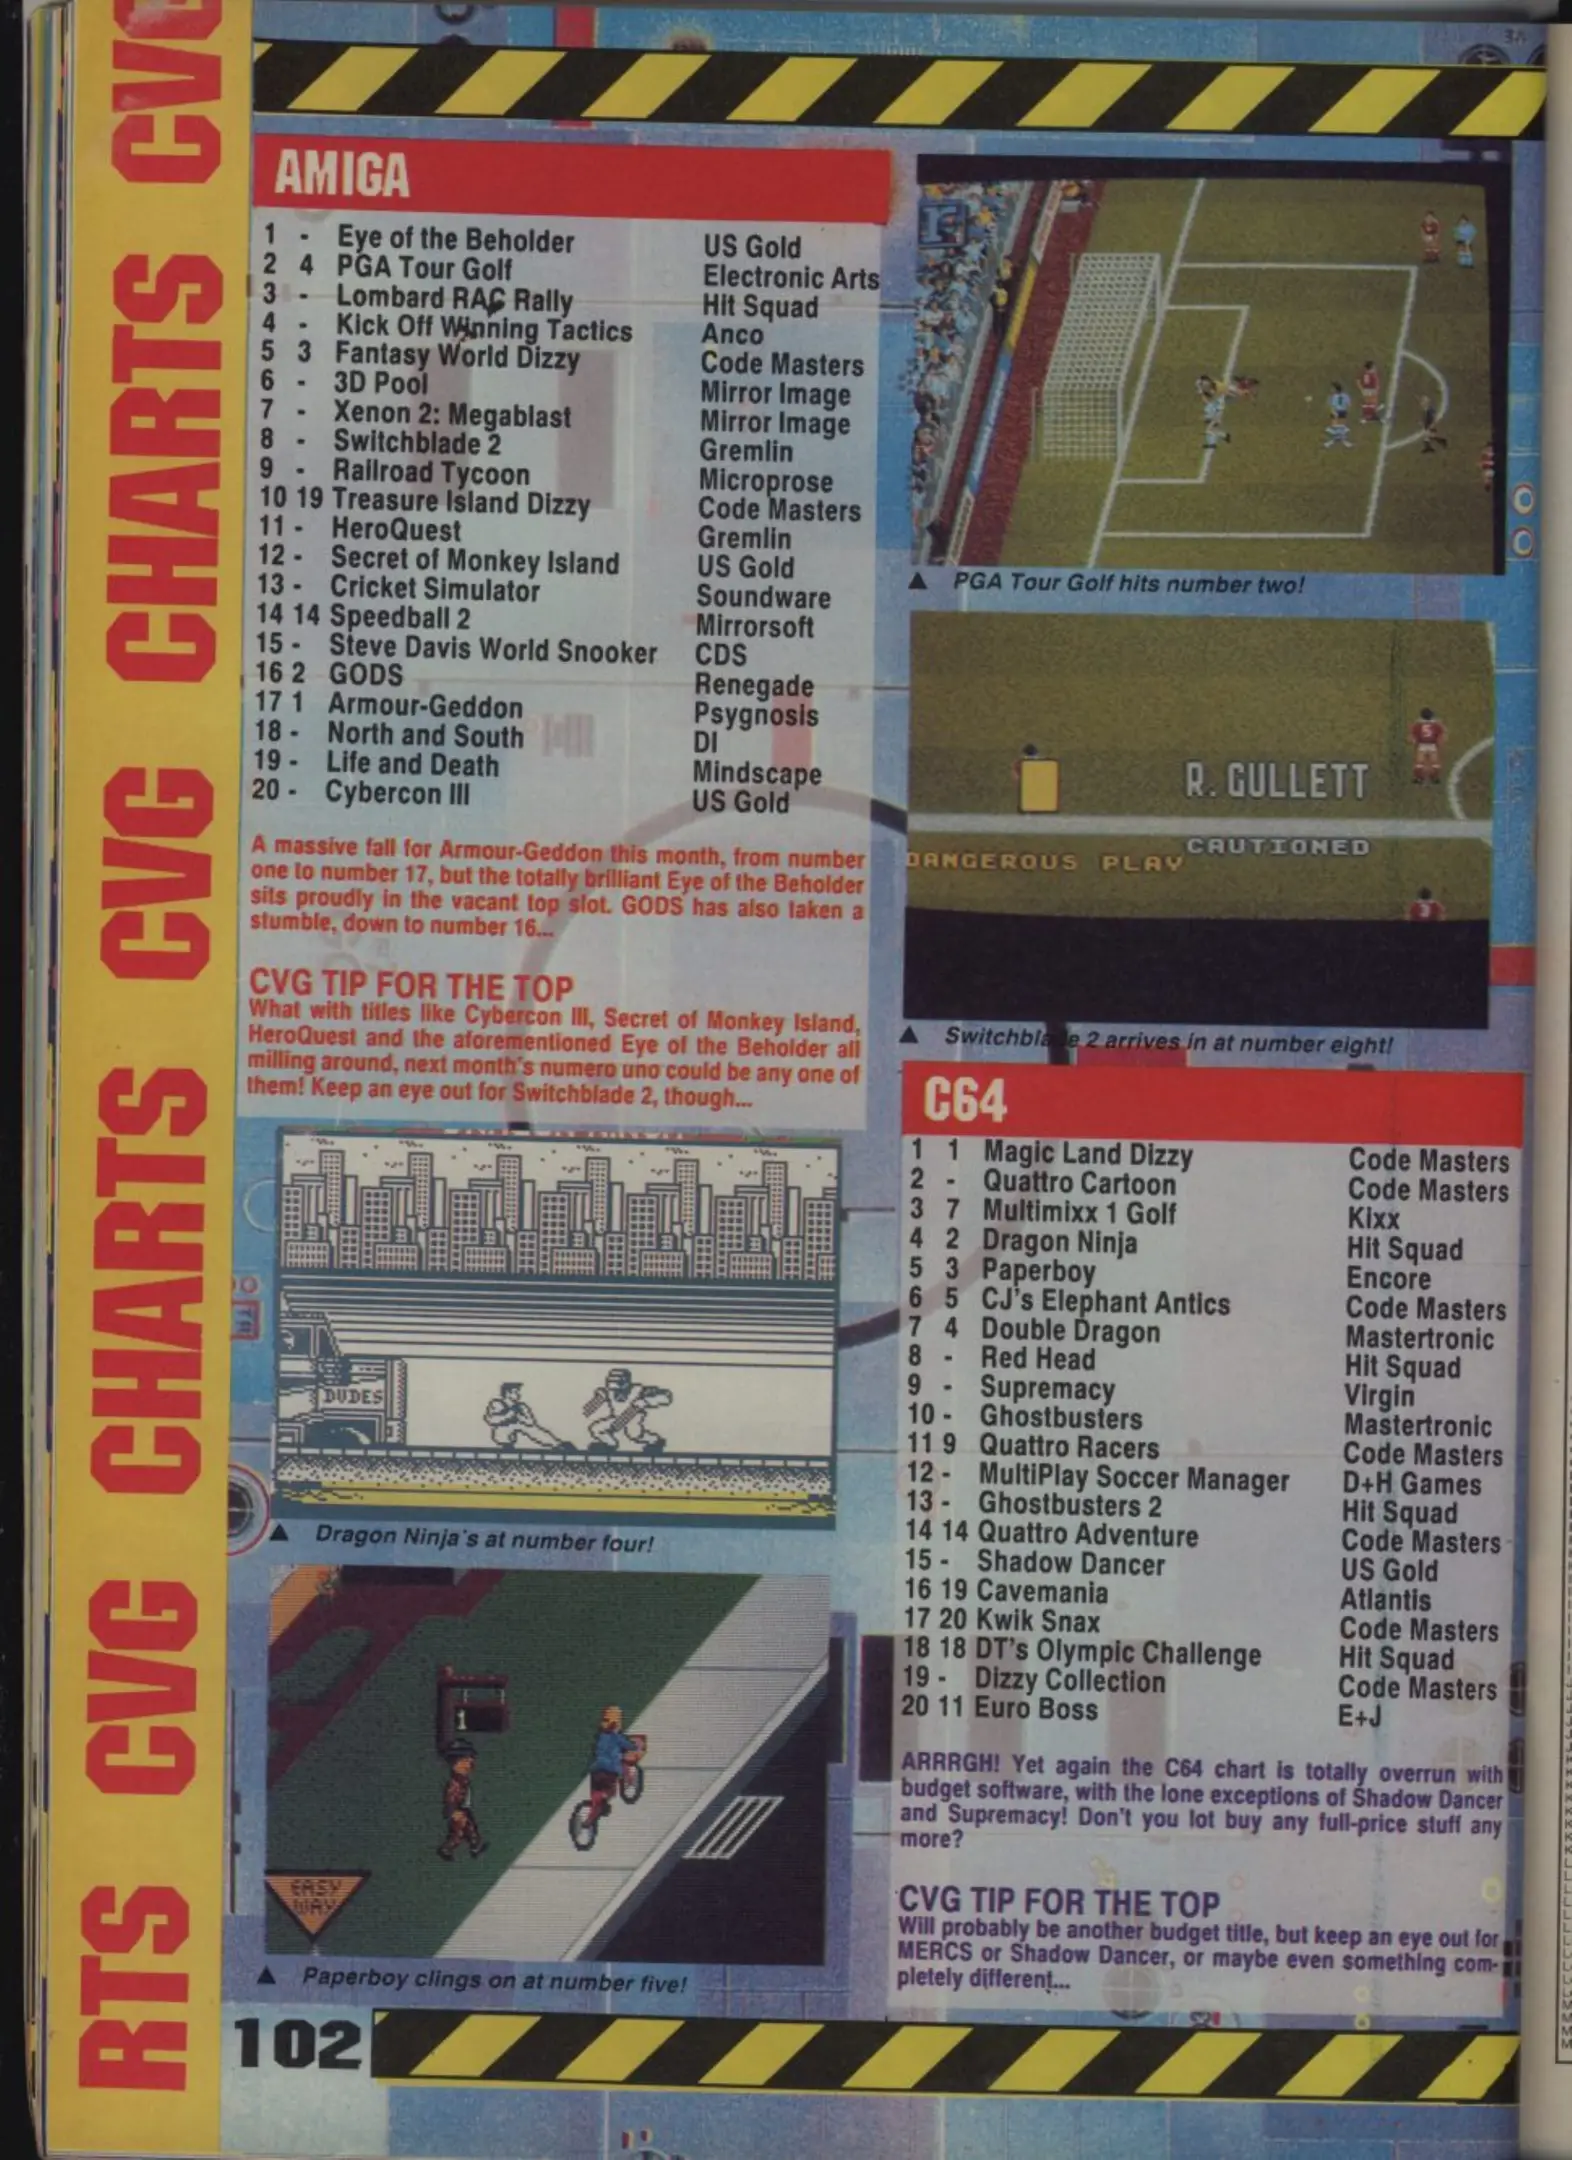 CVG CHARTS CVG CHARTS CVG CHARTS
AMIGA
1 - Eye of the Beholder US Gold
2 4 PGA Tour Golf Electronic Arts
3 - Lombard RAC Rally Hit Squad
4 - Kick Off Winning Tactics Anco
5 3 Fantasy World Dizzy Code Masters
6 - 3D Pool Mirror Image
7 - Xenon 2: Megablast Mirror Image
8 - Switchblade 2 Gremlin
9 - Railroad Tycoon Microprose
10 19 Treasure Island Dizzy Code Masters
11 - HeroQuest Gremlin
12 - Secret of Monkey Island US Gold
13 - Cricket Simulator Soundware
14 14 Speedball 2 Mirrorsoft
15 - Steve Davis World Snooker CDS
16 2 GODS Renegade
17 1 Armour-Geddon Psygnosis
18 - North and South DI
19 - Life and Death Mindscape
20 - Cybercon III US Gold
A massive fall for Armour-Geddon this month, from number
one to number 17, but the totally brilliant Eye of the Beholder
sits proudly in the vacant top slot. GODS has also taken a
stumble, down to number 16...
CVG TIP FOR THE TOP
What with titles like Cybercon III, Secret of Monkey Island,
HeroQuest and the aforementioned Eye of the Beholder all
milling around, next month's numero uno could be any one of
them! Keep an eye out for Switchblade 2, though...
DUDES
▲ Dragon Ninja's at number four!
1
EASY
WAY
▲ Paperboy clings on at number five!
102
▲ PGA Tour Golf hits number two!
5
R. GULLETT
CAUTIONED
DANGEROUS PLAY
3
▲ Switchblade 2 arrives in at number eight!
C64
1 1 Magic Land Dizzy Code Masters
2 - Quattro Cartoon Code Masters
3 7 Multimixx 1 Golf Kixx
4 2 Dragon Ninja Hit Squad
5 3 Paperboy Encore
6 5 CJ's Elephant Antics Code Masters
7 4 Double Dragon Mastertronic
8 - Red Head Hit Squad
9 - Supremacy Virgin
10 - Ghostbusters Mastertronic
11 9 Quattro Racers Code Masters
12 - MultiPlay Soccer Manager D+H Games
13 - Ghostbusters 2 Hit Squad
14 14 Quattro Adventure Code Masters
15 - Shadow Dancer US Gold
16 19 Cavemania Atlantis
17 20 Kwik Snax Code Masters
18 18 DT's Olympic Challenge Hit Squad
19 - Dizzy Collection Code Masters
20 11 Euro Boss E+J
ARRRGH! Yet again the C64 chart is totally overrun with
budget software, with the lone exceptions of Shadow Dancer
and Supremacy! Don't you lot buy any full-price stuff any
more?
CVG TIP FOR THE TOP
Will probably be another budget title, but keep an eye out for
MERCS or Shadow Dancer, or maybe even something com-
pletely different...